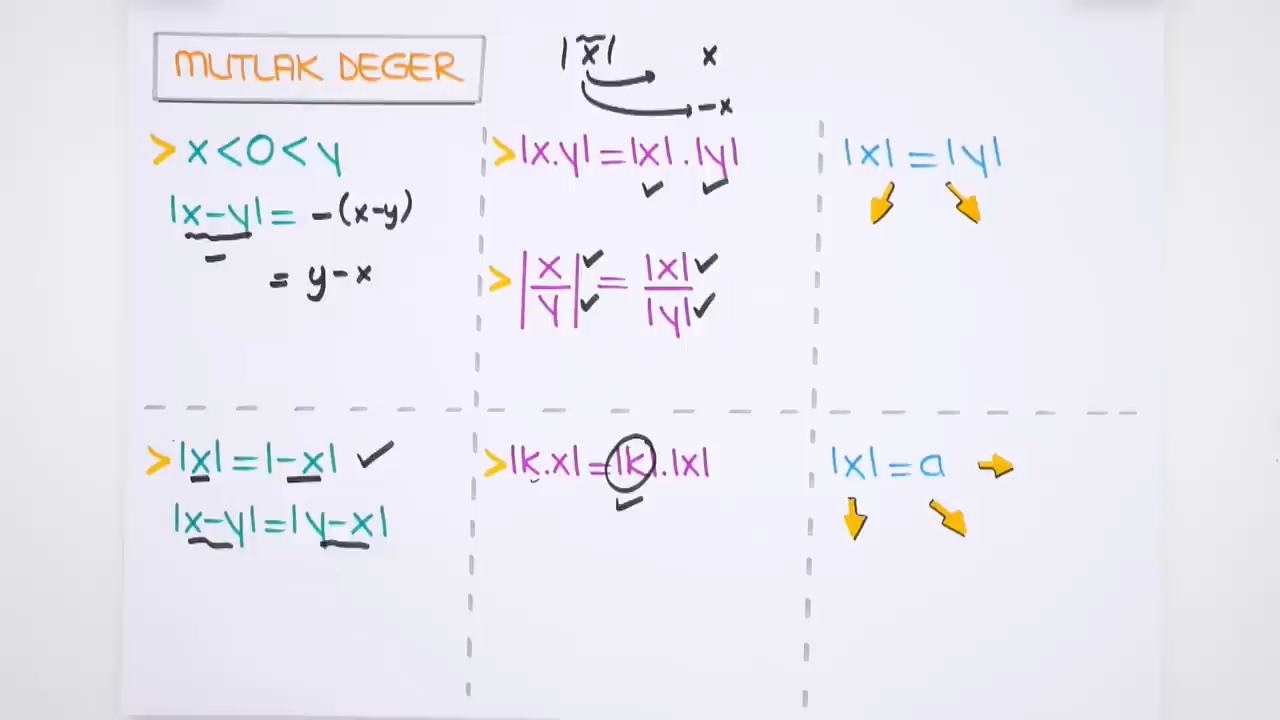 MUTLAK DEGER
|x| x
-x
> x<0<y
|x-y|= -(x-y)
= y-x
> |x.y|=|x|.|y|
> |x/y| = |x|/|y|
|x|=|y|
> |x|=|-x|
|x-y|=|y-x|
> |k.x|=|k|.|x|
|x|=a